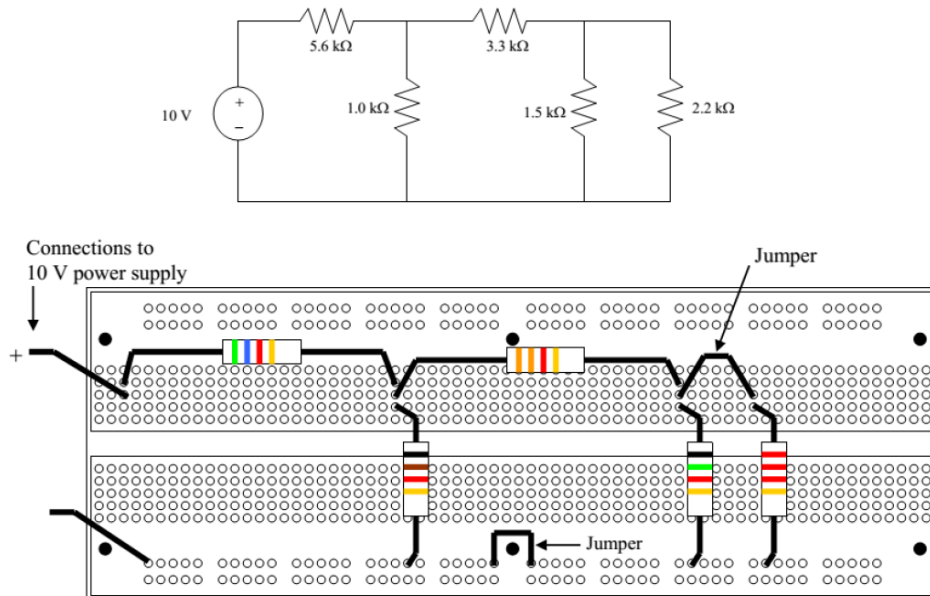 5.6 kΩ
3.3 kΩ
10 V
+
−
1.0 kΩ
1.5 kΩ
2.2 kΩ
Connections to
10 V power supply
Jumper
+
Jumper